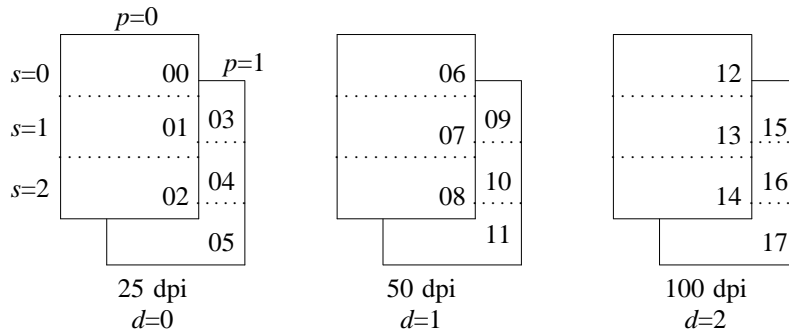 p=0
s=0 00 p=1 06 12
s=1 01 03 07 09 13 15
s=2 02 04 08 10 14 16
05 11 17
25 dpi 50 dpi 100 dpi
d=0 d=1 d=2